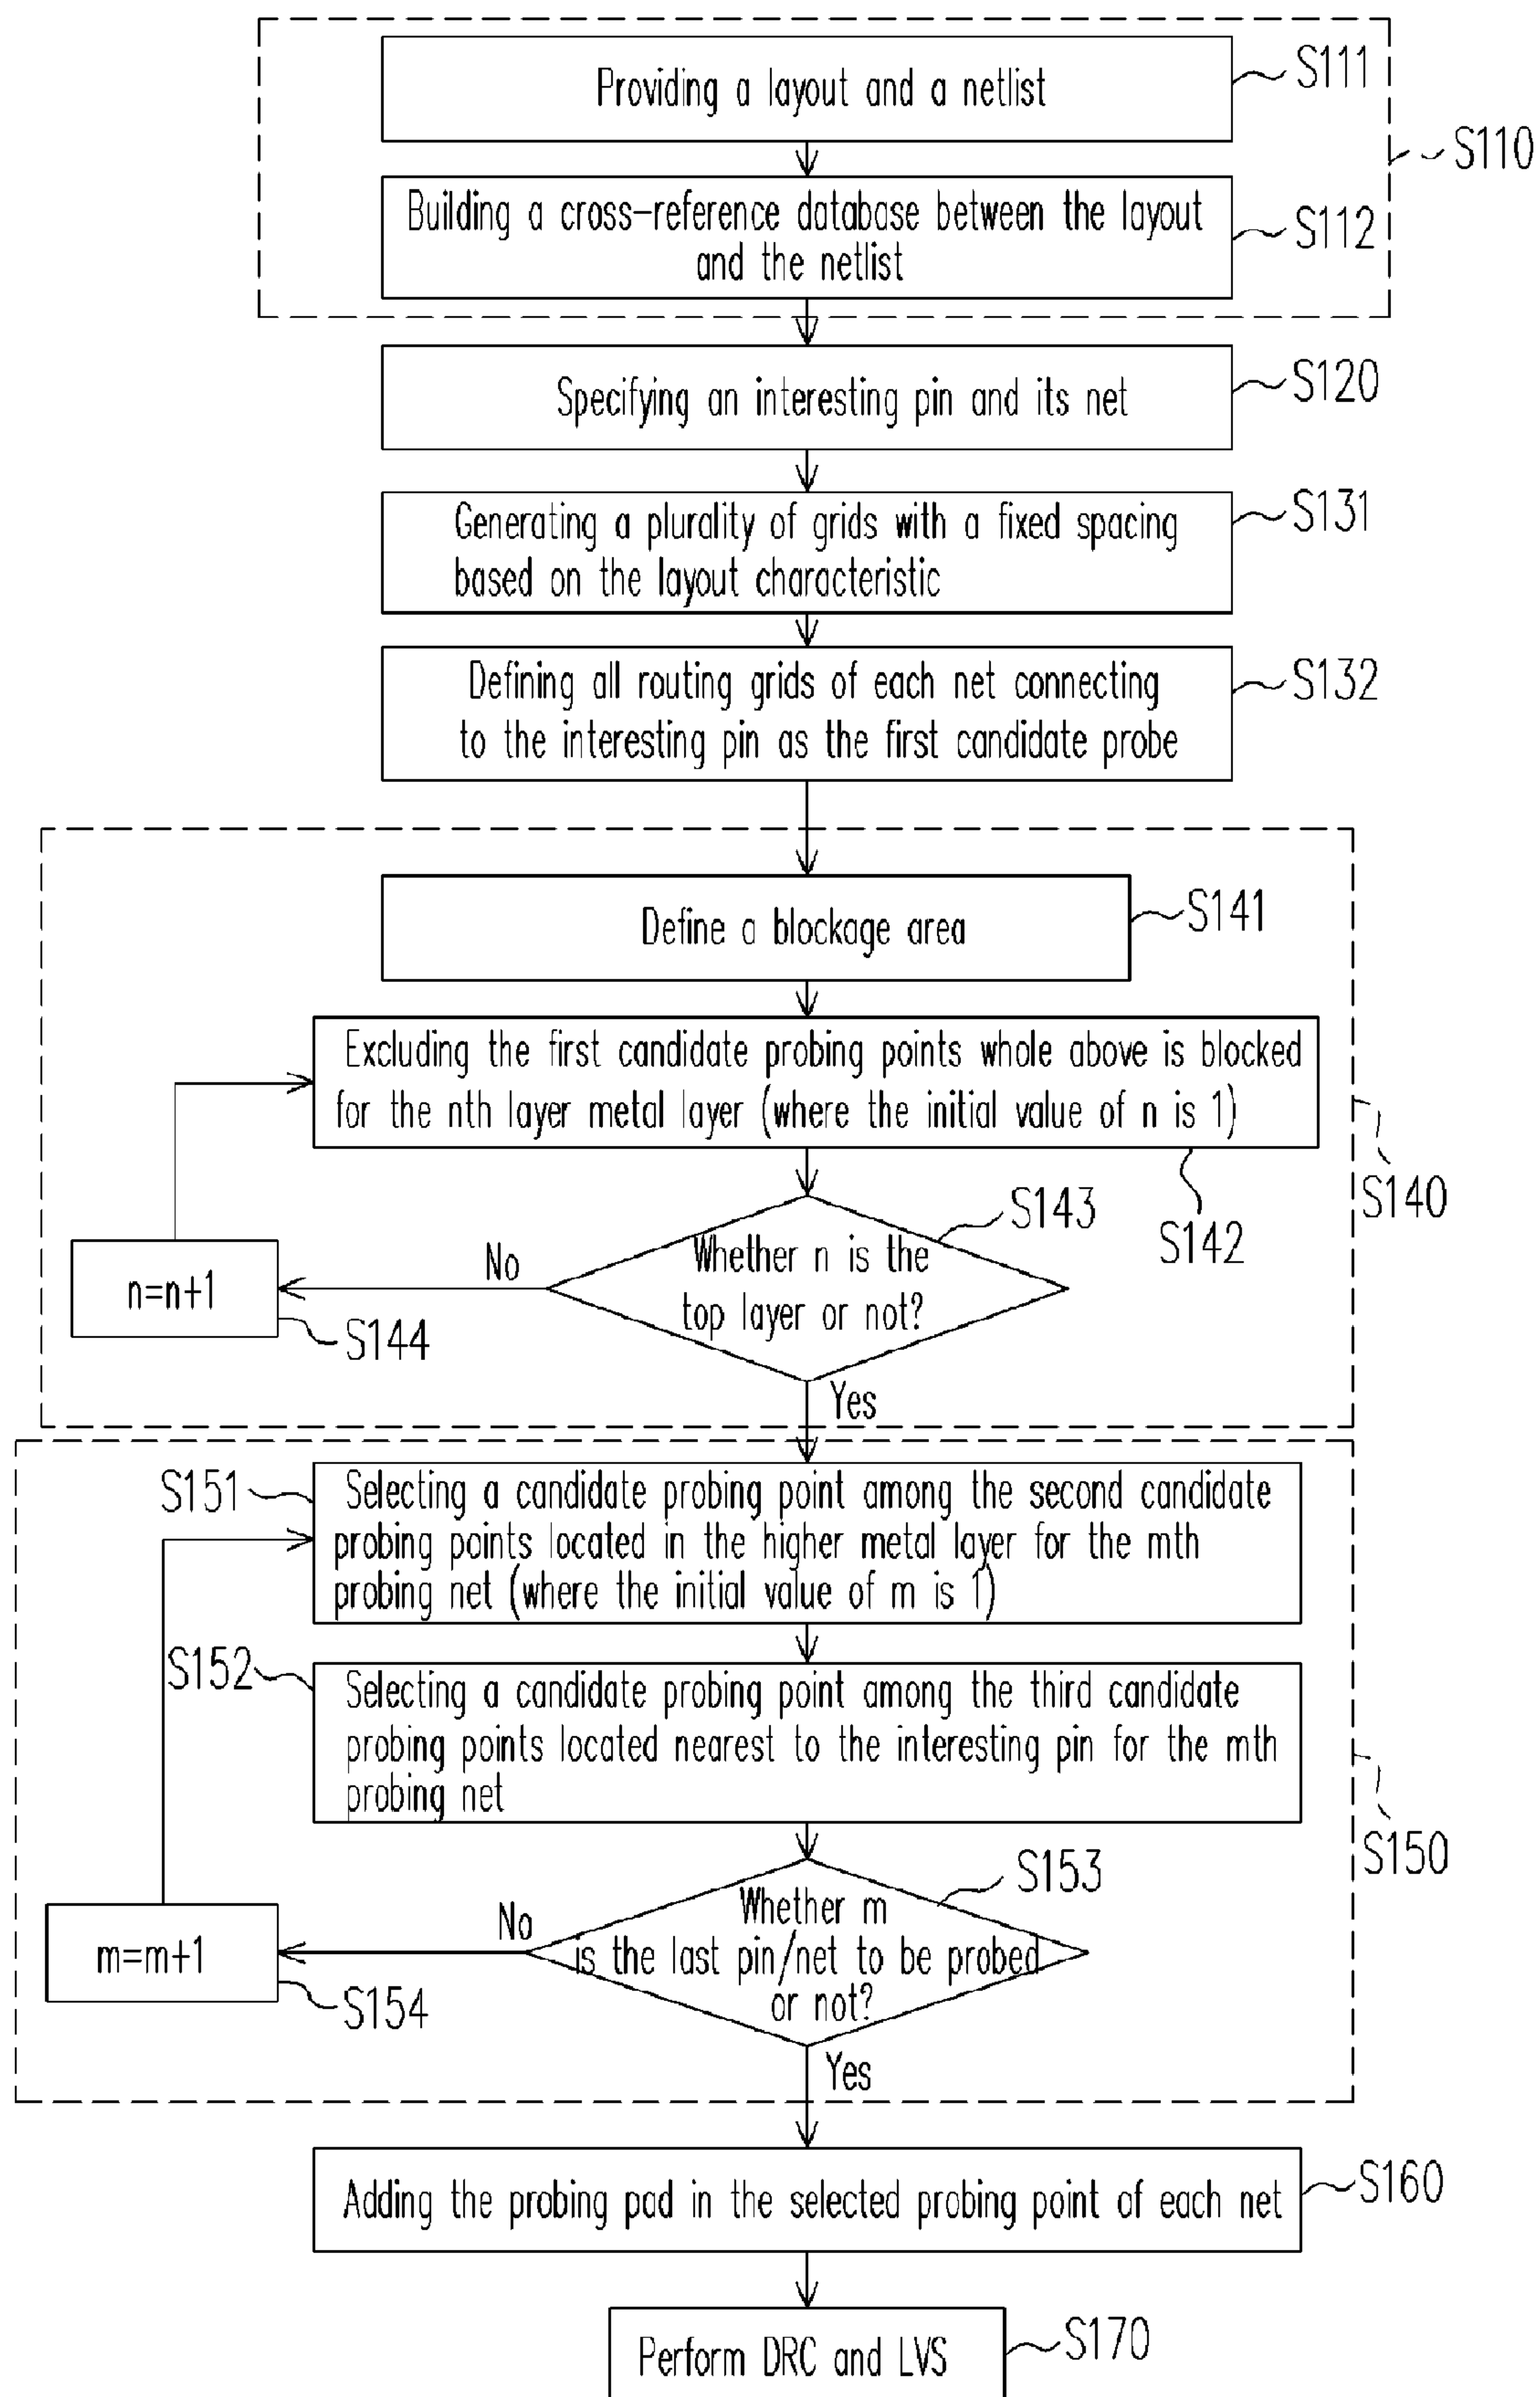 Providing a layout and a netlist
S111
S110
Building a cross-reference database between the layout
and the netlist
S112
Specifying an interesting pin and its net
S120
Generating a plurality of grids with a fixed spacing
based on the layout characteristic
S131
Defining all routing grids of each net connecting
to the interesting pin as the first candidate probe
S132
Define a blockage area
S141
Excluding the first candidate probing points whole above is blocked
for the nth layer metal layer (where the initial value of n is 1)
S142
S140
Whether n is the
top layer or not?
S143
No
n=n+1
S144
Yes
S151
Selecting a candidate probing point among the second candidate
probing points located in the higher metal layer for the mth
probing net (where the initial value of m is 1)
S152
Selecting a candidate probing point among the third candidate
probing points located nearest to the interesting pin for the mth
probing net
S150
Whether m
is the last pin/net to be probed
or not?
S153
No
m=m+1
S154
Yes
Adding the probing pad in the selected probing point of each net
S160
Perform DRC and LVS
S170